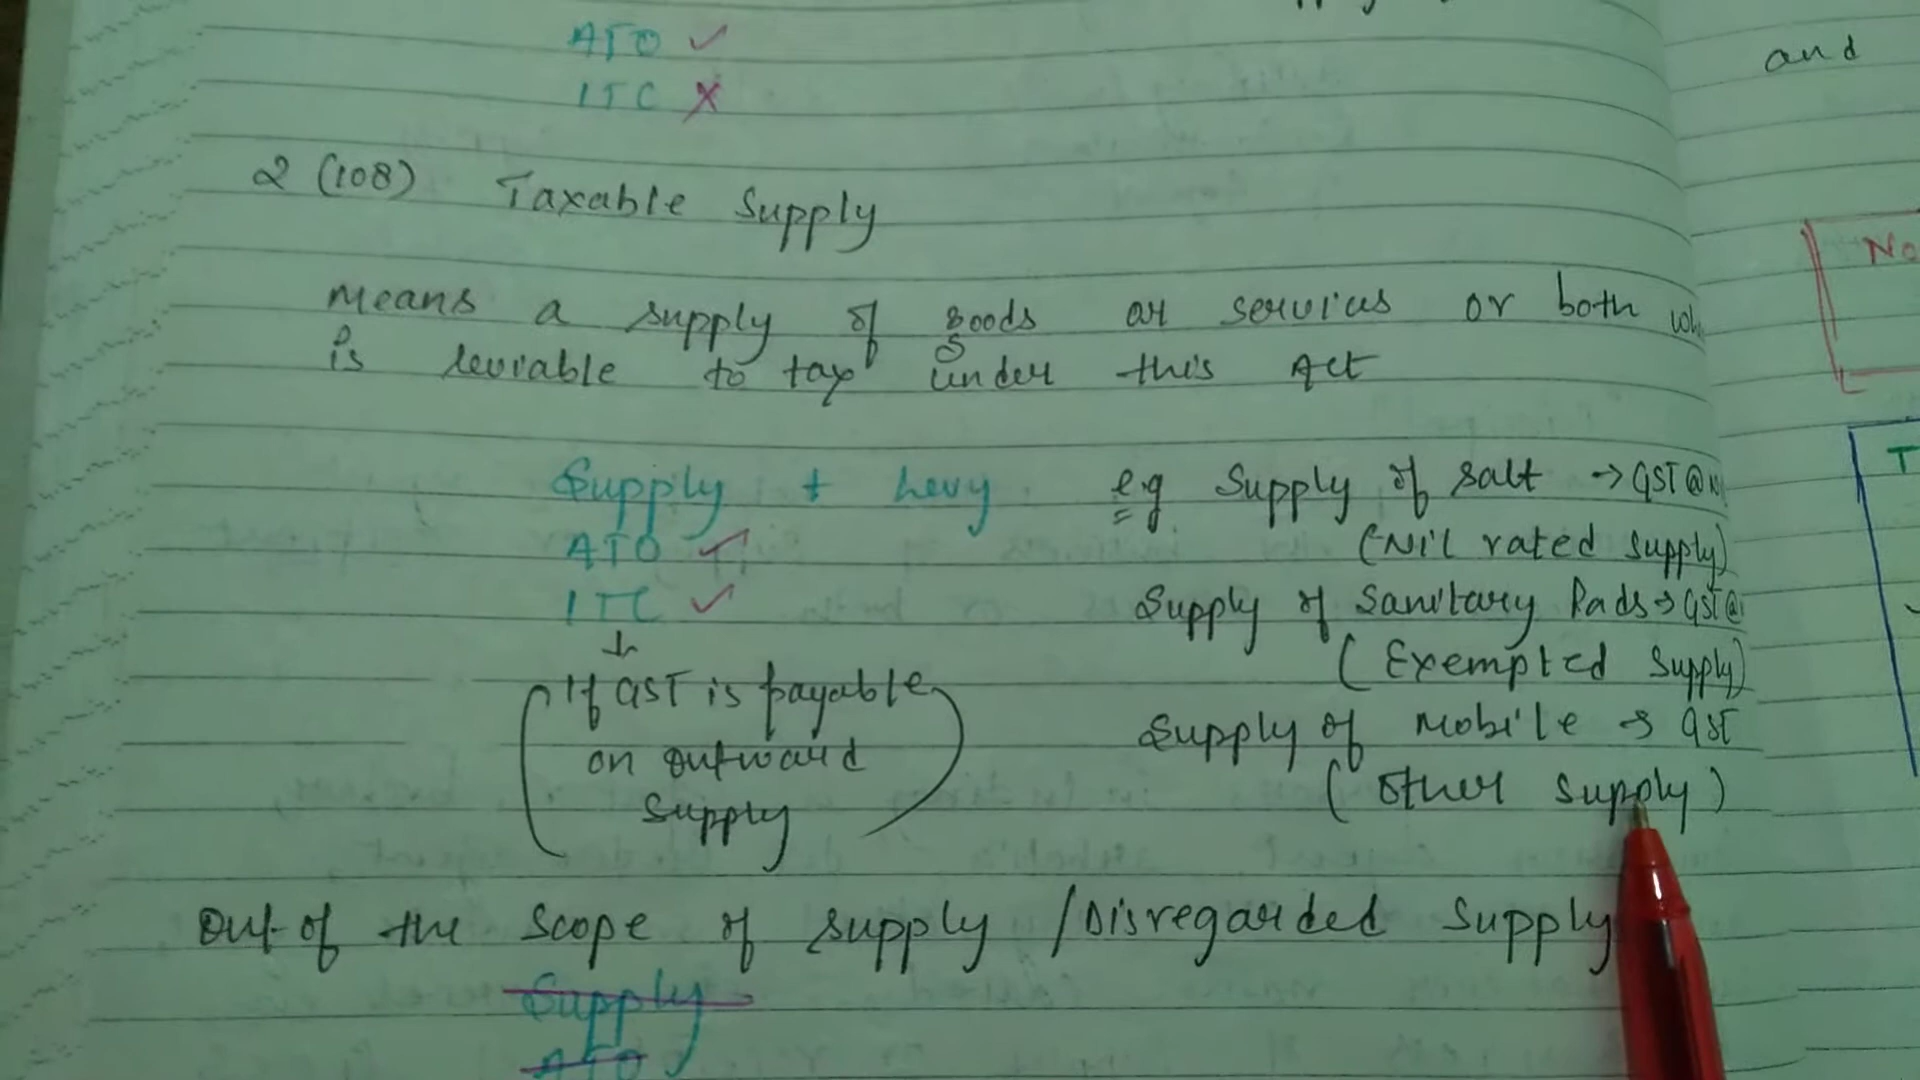 ATO ✓
ITC ✗
2 (108) Taxable Supply
Means a supply of goods or services or both
is leviable to tax under this Act
Supply + Levy
ATO ✓
ITC ✓
↓
(If GST is payable
on outward
supply)
e.g Supply of salt → GST @
(Nil rated supply)
Supply of Sanitary Pads → GST @
(Exempted supply)
Supply of mobile → GST
(Other supply)
Out of the scope of supply / Disregarded supply
Supply
ATO
and
No
T